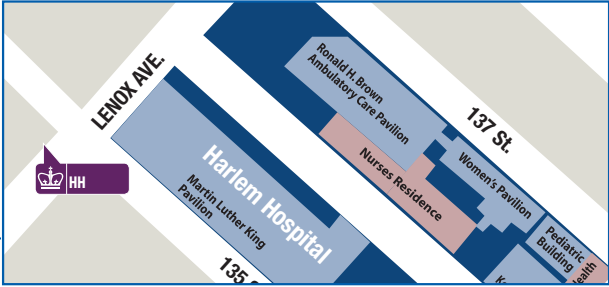 LENOX AVE.
HH
Ronald H. Brown
Ambulatory Care Pavilion
137 St.
Nurses Residence
Women's Pavilion
Pediatric
Building
Harlem Hospital
Martin Luther King
Pavilion
135